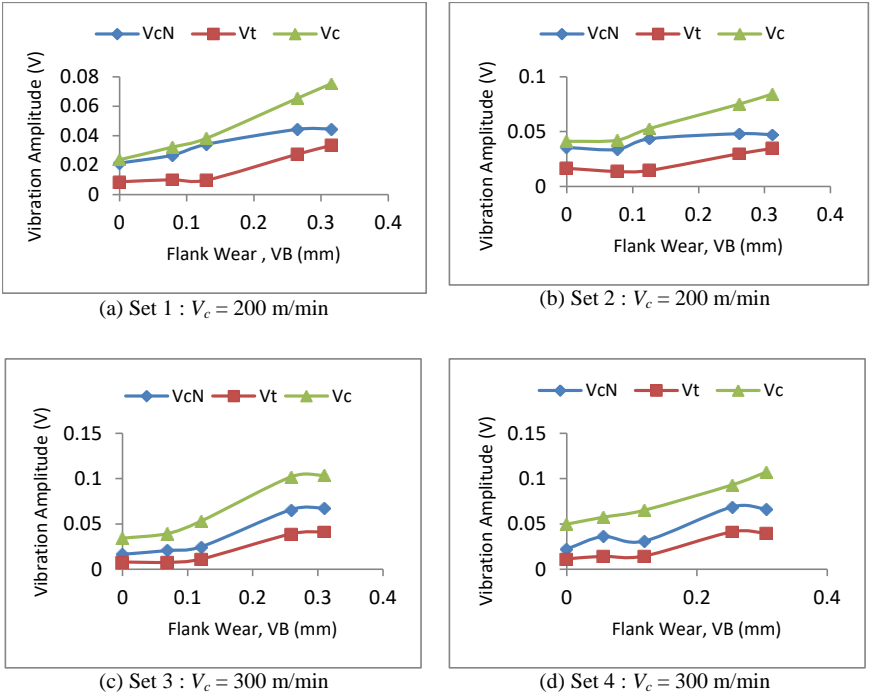 VcN Vt Vc
Vibration Amplitude (V)
0.08
0.06
0.04
0.02
0
0 0.1 0.2 0.3 0.4
Flank Wear , VB (mm)
(a) Set 1 : Vc = 200 m/min
VcN Vt Vc
Vibration Amplitude (V)
0.1
0.05
0
0 0.1 0.2 0.3 0.4
Flank Wear, VB (mm)
(b) Set 2 : Vc = 200 m/min
VcN Vt Vc
Vibration Amplitude (V)
0.15
0.1
0.05
0
0 0.1 0.2 0.3 0.4
Flank Wear, VB (mm)
(c) Set 3 : Vc = 300 m/min
VcN Vt Vc
Vibration Amplitude (V)
0.15
0.1
0.05
0
0 0.2 0.4
Flank Wear, VB (mm)
(d) Set 4 : Vc = 300 m/min